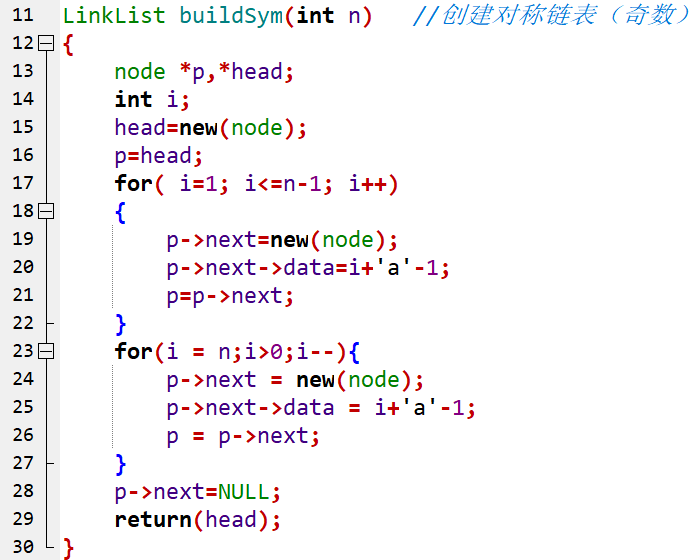 11 LinkList buildSym(int n)   //创建对称链表（奇数）
12 {
13     node *p,*head;
14     int i;
15     head=new(node);
16     p=head;
17     for( i=1; i<=n-1; i++)
18     {
19         p->next=new(node);
20         p->next->data=i+'a'-1;
21         p=p->next;
22     }
23     for(i = n;i>0;i--){
24         p->next = new(node);
25         p->next->data = i+'a'-1;
26         p = p->next;
27     }
28     p->next=NULL;
29     return(head);
30 }